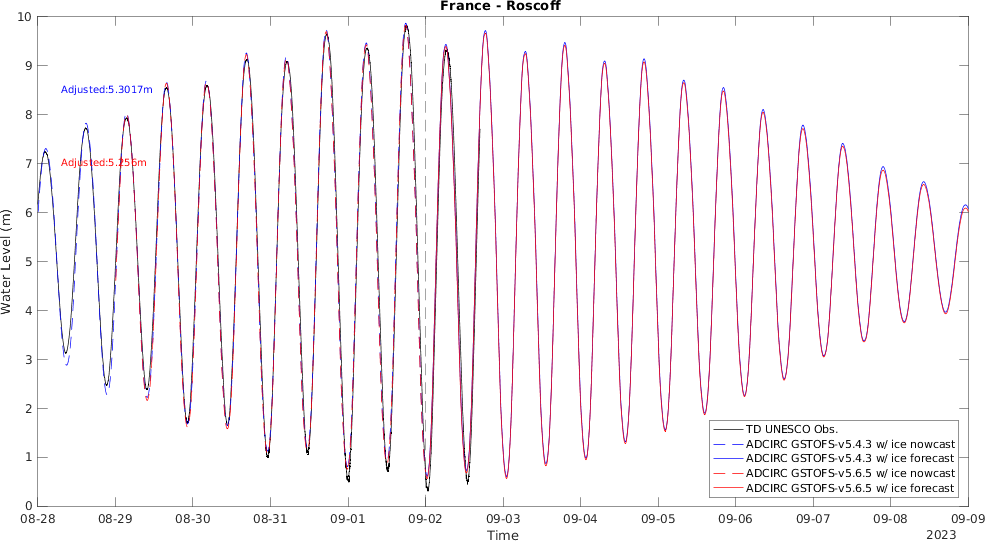 France - Roscoff
10
9
8
7
6
5
4
3
2
1
0
Water Level (m)
Adjusted:5.3017m
Adjusted:5.256m
TD UNESCO Obs.
ADCIRC GSTOFS-v5.4.3 w/ ice nowcast
ADCIRC GSTOFS-v5.4.3 w/ ice forecast
ADCIRC GSTOFS-v5.6.5 w/ ice nowcast
ADCIRC GSTOFS-v5.6.5 w/ ice forecast
08-28 08-29 08-30 08-31 09-01 09-02 09-03 09-04 09-05 09-06 09-07 09-08 09-09
Time
2023